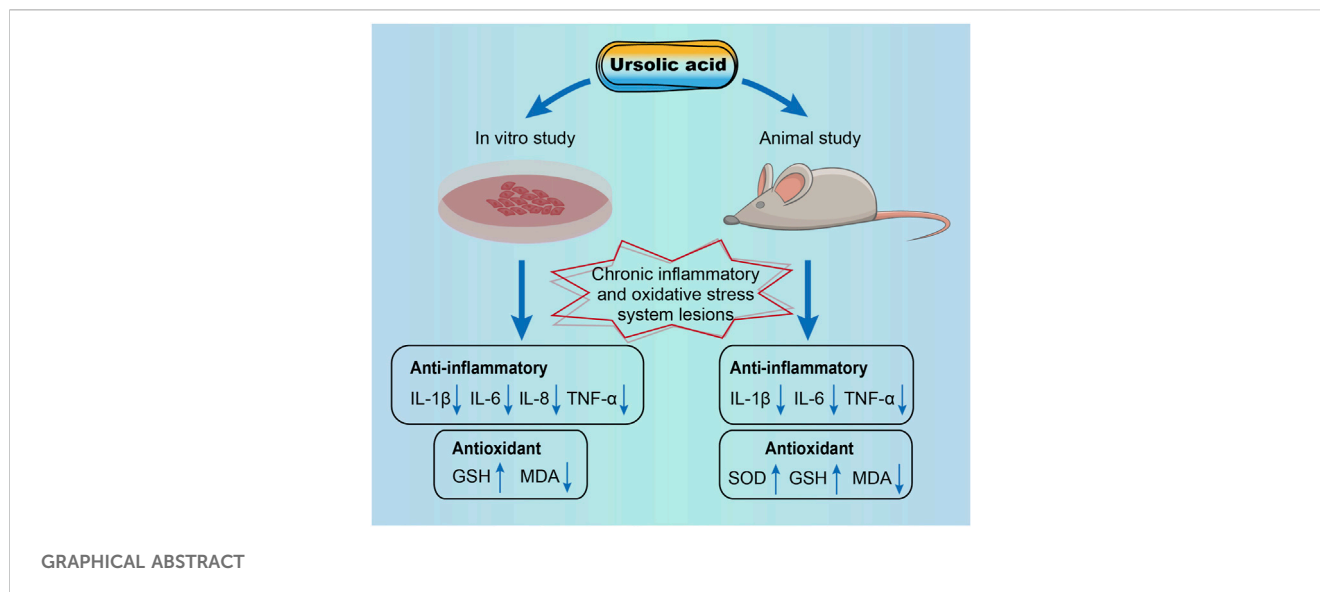 Ursolic acid
In vitro study
Animal study
Chronic inflammatory
and oxidative stress
system lesions
Anti-inflammatory
IL-1β↓ IL-6↓ IL-8↓ TNF-α↓
Antioxidant
GSH↑ MDA↓
Anti-inflammatory
IL-1β↓ IL-6↓ TNF-α↓
Antioxidant
SOD↑ GSH↑ MDA↓
GRAPHICAL ABSTRACT